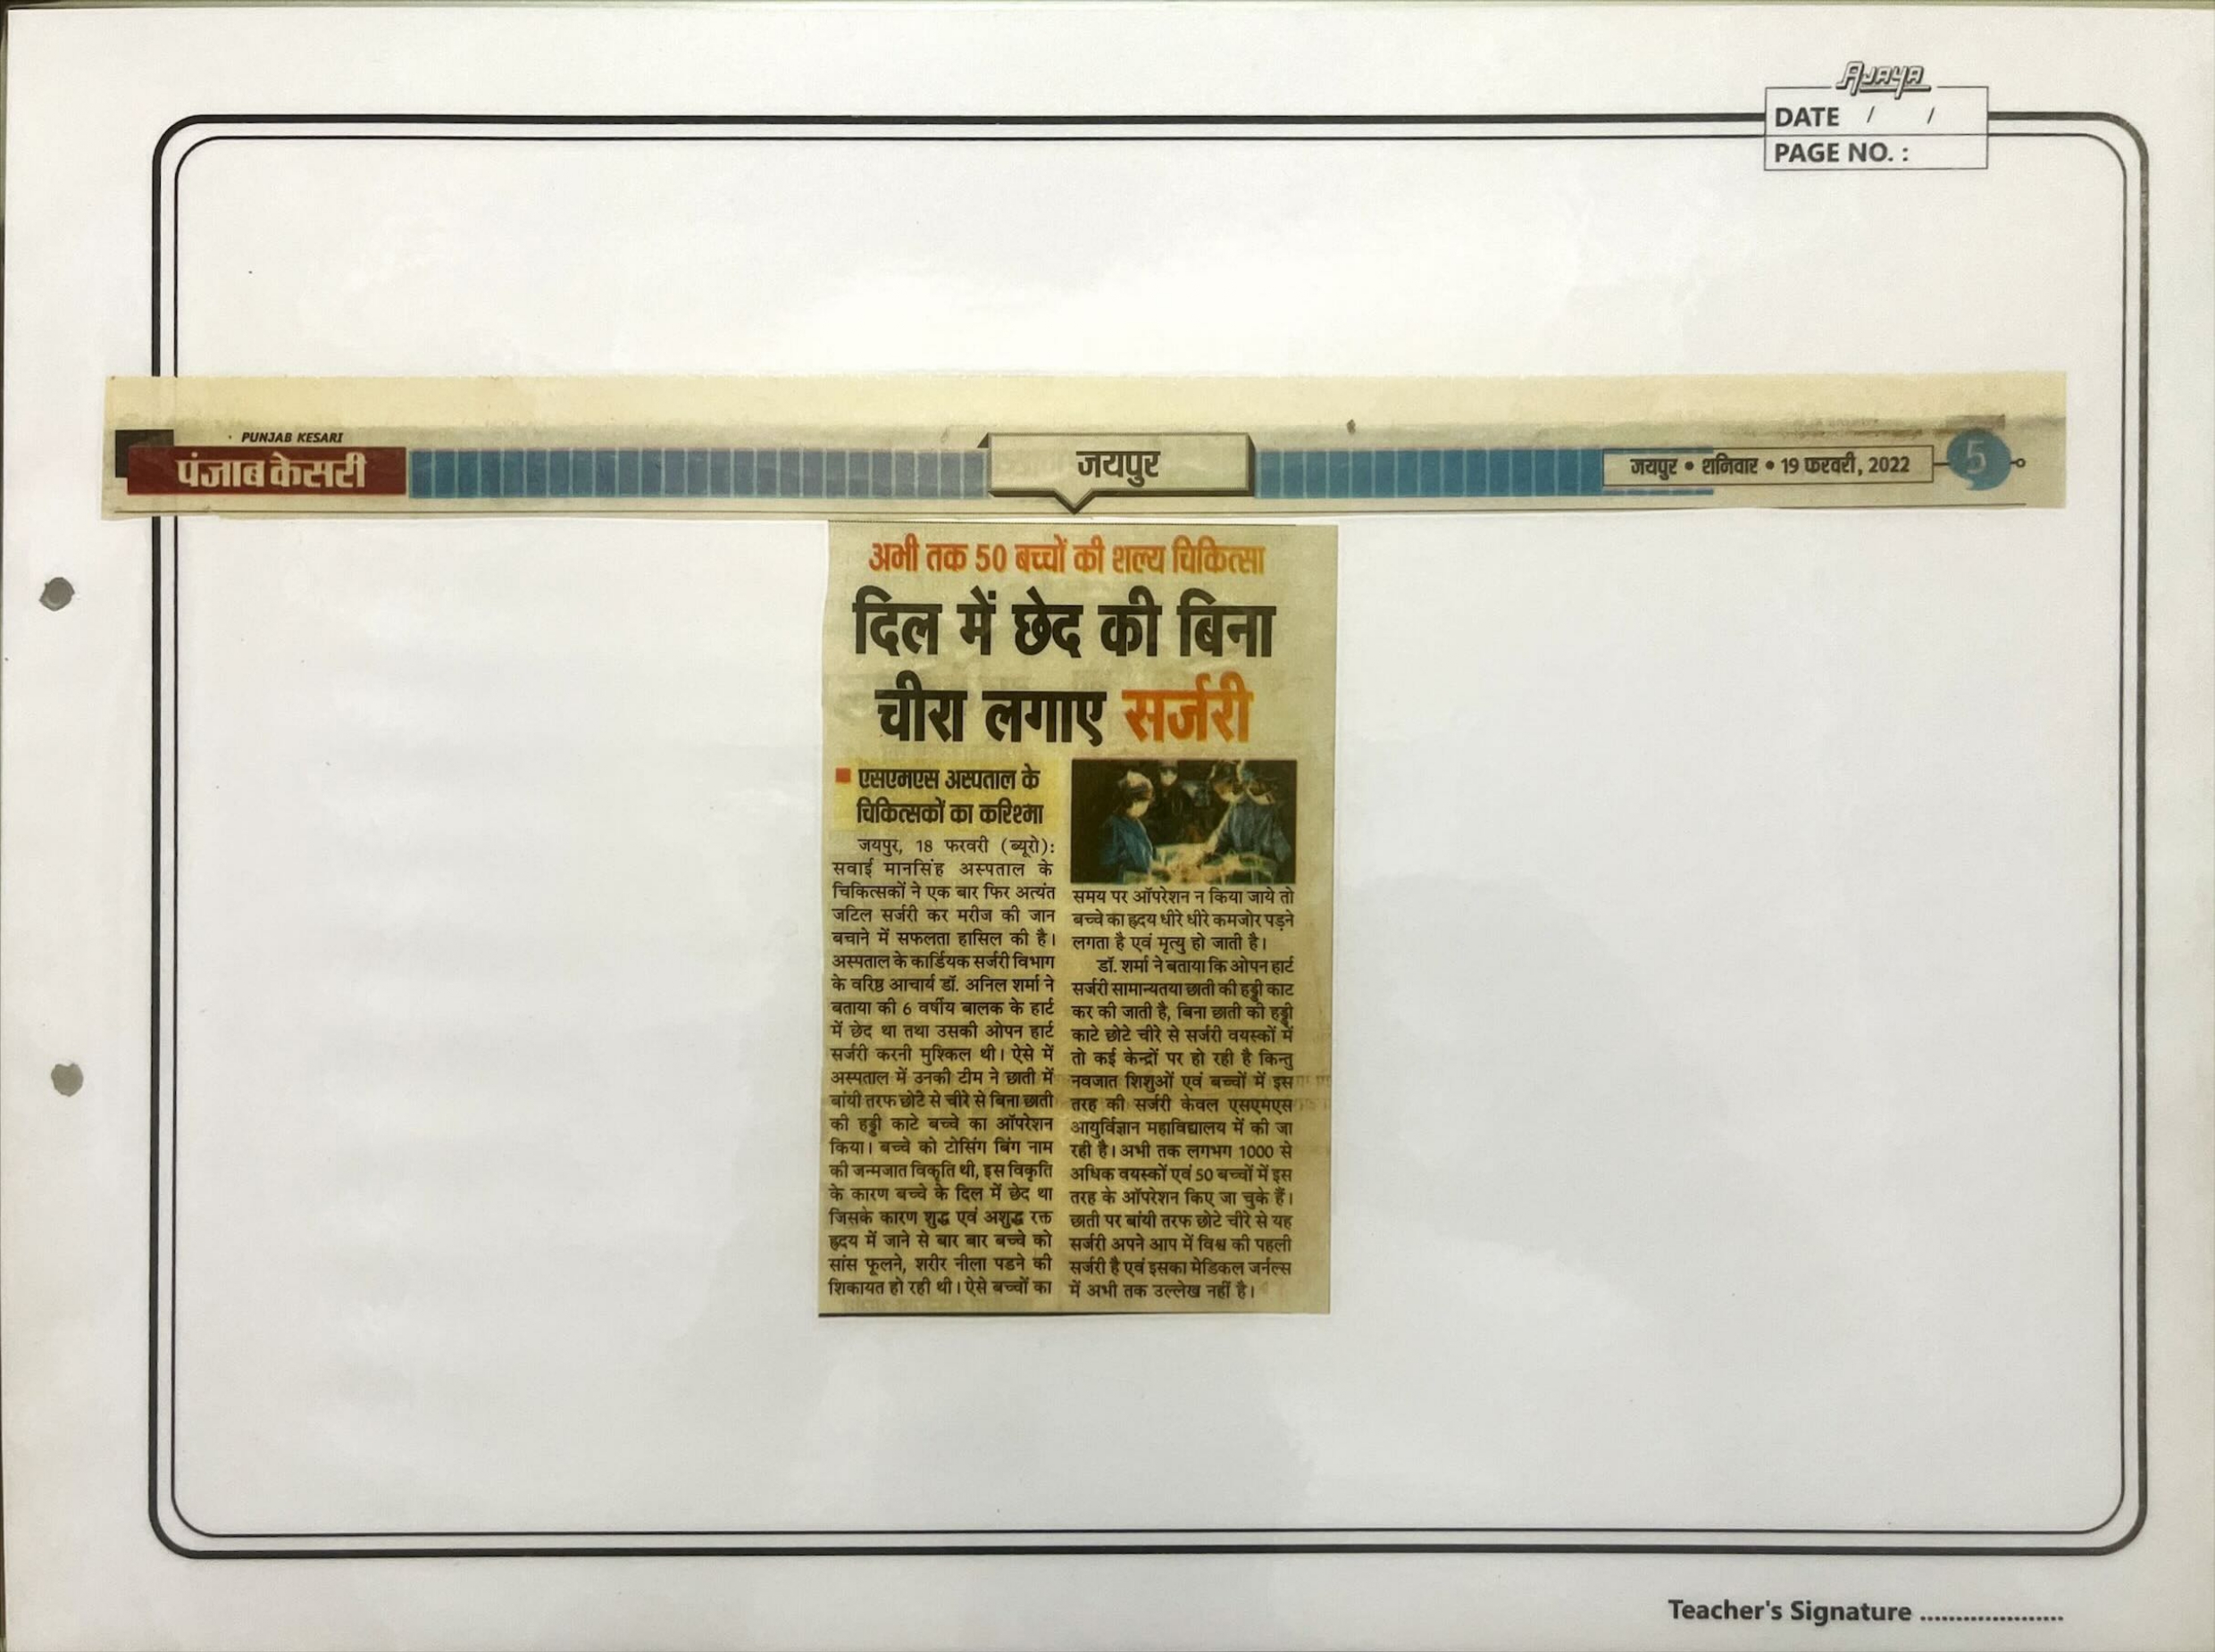 AJAYA
DATE / /
PAGE NO. :
PUNJAB KESARI
पंजाब केसरी
जयपुर
जयपुर • शनिवार • 19 फरवरी, 2022
5
अभी तक 50 बच्चों की शल्य चिकित्सा
दिल में छेद की बिना
चीरा लगाए सर्जरी
एसएमएस अस्पताल के
चिकित्सकों का करिश्मा
जयपुर, 18 फरवरी (ब्यूरो):
सवाई मानसिंह अस्पताल के
चिकित्सकों ने एक बार फिर अत्यंत
जटिल सर्जरी कर मरीज की जान
बचाने में सफलता हासिल की है।
अस्पताल के कार्डियक सर्जरी विभाग
के वरिष्ठ आचार्य डॉ. अनिल शर्मा ने
बताया की 6 वर्षीय बालक के हार्ट
में छेद था तथा उसकी ओपन हार्ट
सर्जरी करनी मुश्किल थी। ऐसे में
अस्पताल में उनकी टीम ने छाती में
बांयी तरफ छोटे से चीरे से बिना छाती
की हड्डी काटे बच्चे का ऑपरेशन
किया। बच्चे को टोसिंग बिंग नाम
की जन्मजात विकृति थी, इस विकृति
के कारण बच्चे के दिल में छेद था
जिसके कारण शुद्ध एवं अशुद्ध रक्त
हृदय में जाने से बार बार बच्चे को
सांस फूलने, शरीर नीला पडने की
शिकायत हो रही थी। ऐसे बच्चों का
समय पर ऑपरेशन न किया जाये तो
बच्चे का हृदय धीरे धीरे कमजोर पड़ने
लगता है एवं मृत्यु हो जाती है।
डॉ. शर्मा ने बताया कि ओपन हार्ट
सर्जरी सामान्यतया छाती की हड्डी काट
कर की जाती है, बिना छाती की हड्डी
काटे छोटे चीरे से सर्जरी वयस्कों में
तो कई केन्द्रों पर हो रही है किन्तु
नवजात शिशुओं एवं बच्चों में इस
तरह की सर्जरी केवल एसएमएस
आयुर्विज्ञान महाविद्यालय में की जा
रही है। अभी तक लगभग 1000 से
अधिक वयस्कों एवं 50 बच्चों में इस
तरह के ऑपरेशन किए जा चुके हैं।
छाती पर बांयी तरफ छोटे चीरे से यह
सर्जरी अपने आप में विश्व की पहली
सर्जरी है एवं इसका मेडिकल जर्नल्स
में अभी तक उल्लेख नहीं है।
Teacher's Signature .....................